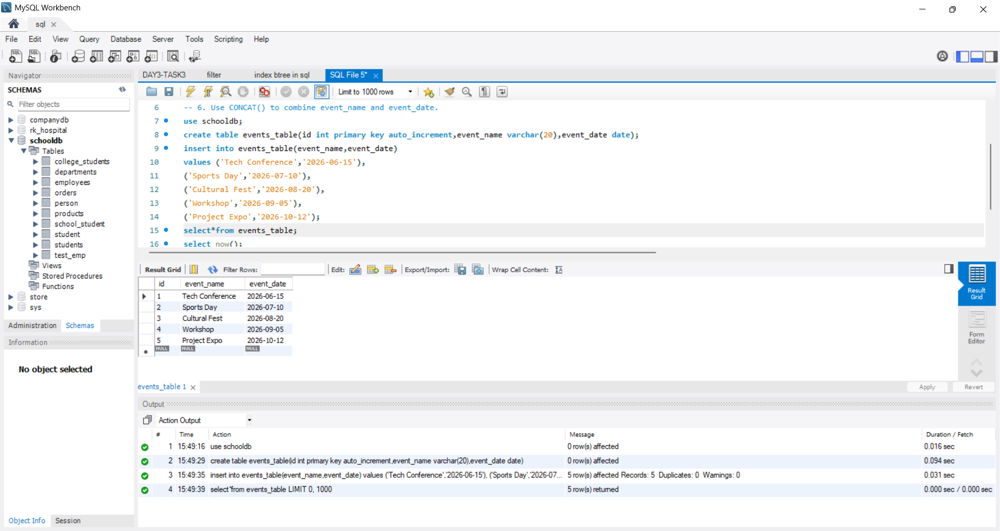 MySQL Workbench
sql
File Edit View Query Database Server Tools Scripting Help
Navigator
SCHEMAS
Filter objects
companydb
rk_hospital
schooldb
Tables
college_students
departments
employees
orders
person
products
school_student
student
students
test_emp
Views
Stored Procedures
Functions
store
sys
Administration Schemas
Information
No object selected
Object Info Session
DAY3-TASK3 filter index btree in sql SQL File 5*
Limit to 1000 rows
6 -- 6. Use CONCAT() to combine event_name and event_date.
7 use schooldb;
8 create table events_table(id int primary key auto_increment,event_name varchar(20),event_date date);
9 insert into events_table(event_name,event_date)
10 values ('Tech Conference','2026-06-15'),
11 ('Sports Day','2026-07-10'),
12 ('Cultural Fest','2026-08-20'),
13 ('Workshop','2026-09-05'),
14 ('Project Expo','2026-10-12');
15 select*from events_table;
16 select now();
Result Grid Filter Rows: Edit: Export/Import: Wrap Cell Content:
id event_name event_date
1 Tech Conference 2026-06-15
2 Sports Day 2026-07-10
3 Cultural Fest 2026-08-20
4 Workshop 2026-09-05
5 Project Expo 2026-10-12
NULL NULL NULL
Result
Grid
Form
Editor
events_table 1
Apply Revert
Output
Action Output
# Time Action Message Duration / Fetch
1 15:49:16 use schooldb 0 row(s) affected 0.016 sec
2 15:49:29 create table events_table(id int primary key auto_increment,event_name varchar(20),event_date date) 0 row(s) affected 0.094 sec
3 15:49:35 insert into events_table(event_name,event_date) values ('Tech Conference','2026-06-15'), ('Sports Day','2026-07... 5 row(s) affected Records: 5 Duplicates: 0 Warnings: 0 0.031 sec
4 15:49:39 select*from events_table LIMIT 0, 1000 5 row(s) returned 0.000 sec / 0.000 sec